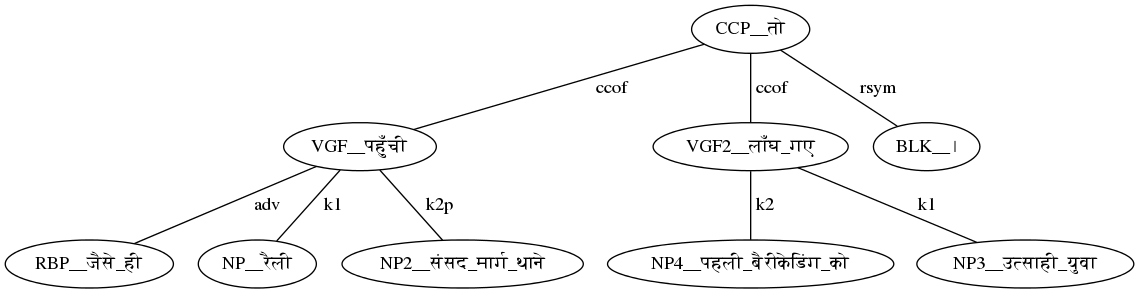 CCP__तो
ccof ccof rsym
VGF__पहुँची VGF2__लाँघ_गए BLK__।
adv k1 k2p k2 k1
RBP__जैसे_ही NP__रैली NP2__संसद_मार्ग_थाने NP4__पहली_बैरीकेडिंग_को NP3__उत्साही_युवा